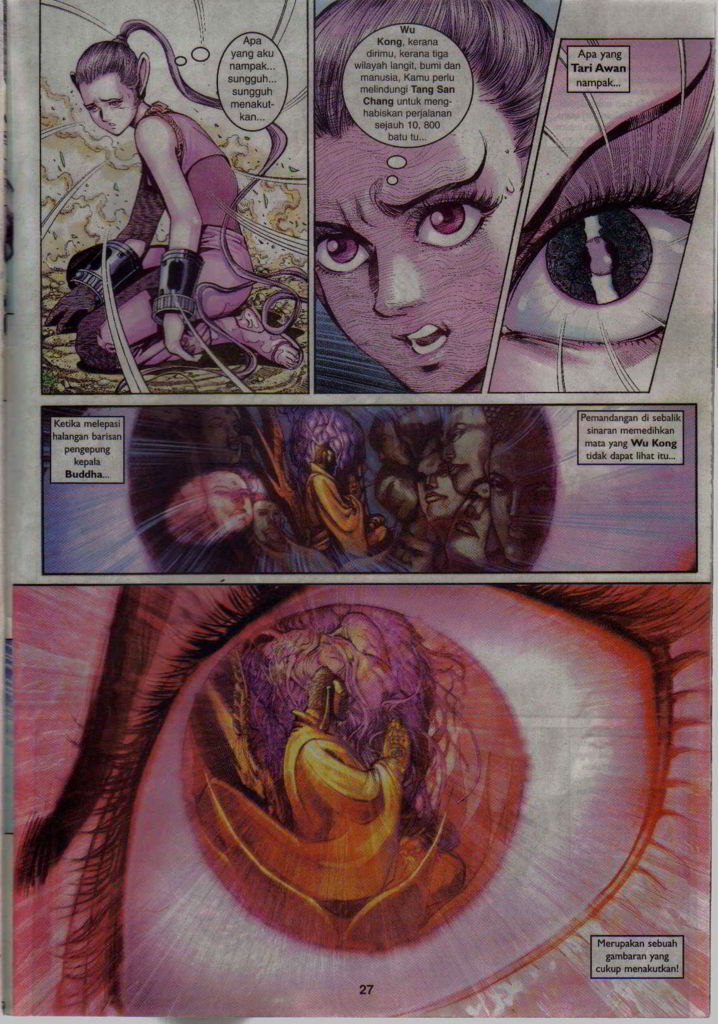 Apa
yang aku
nampak...
sungguh...
sungguh
menakut-
kan...
Wu
Kong, kerana
dirimu, kerana tiga
wilayah langit, bumi dan
manusia, Kamu perlu
melindungi Tang San
Chang untuk meng-
habiskan perjalanan
sejauh 10, 800
batu tu...
Apa yang
Tari Awan
nampak...
Ketika melepasi
halangan barisan
pengepung
kepala
Buddha...
Pemandangan di sebalik
sinaran memedihkan
mata yang Wu Kong
tidak dapat lihat itu...
Merupakan sebuah
gambaran yang
cukup menakutkan!
27